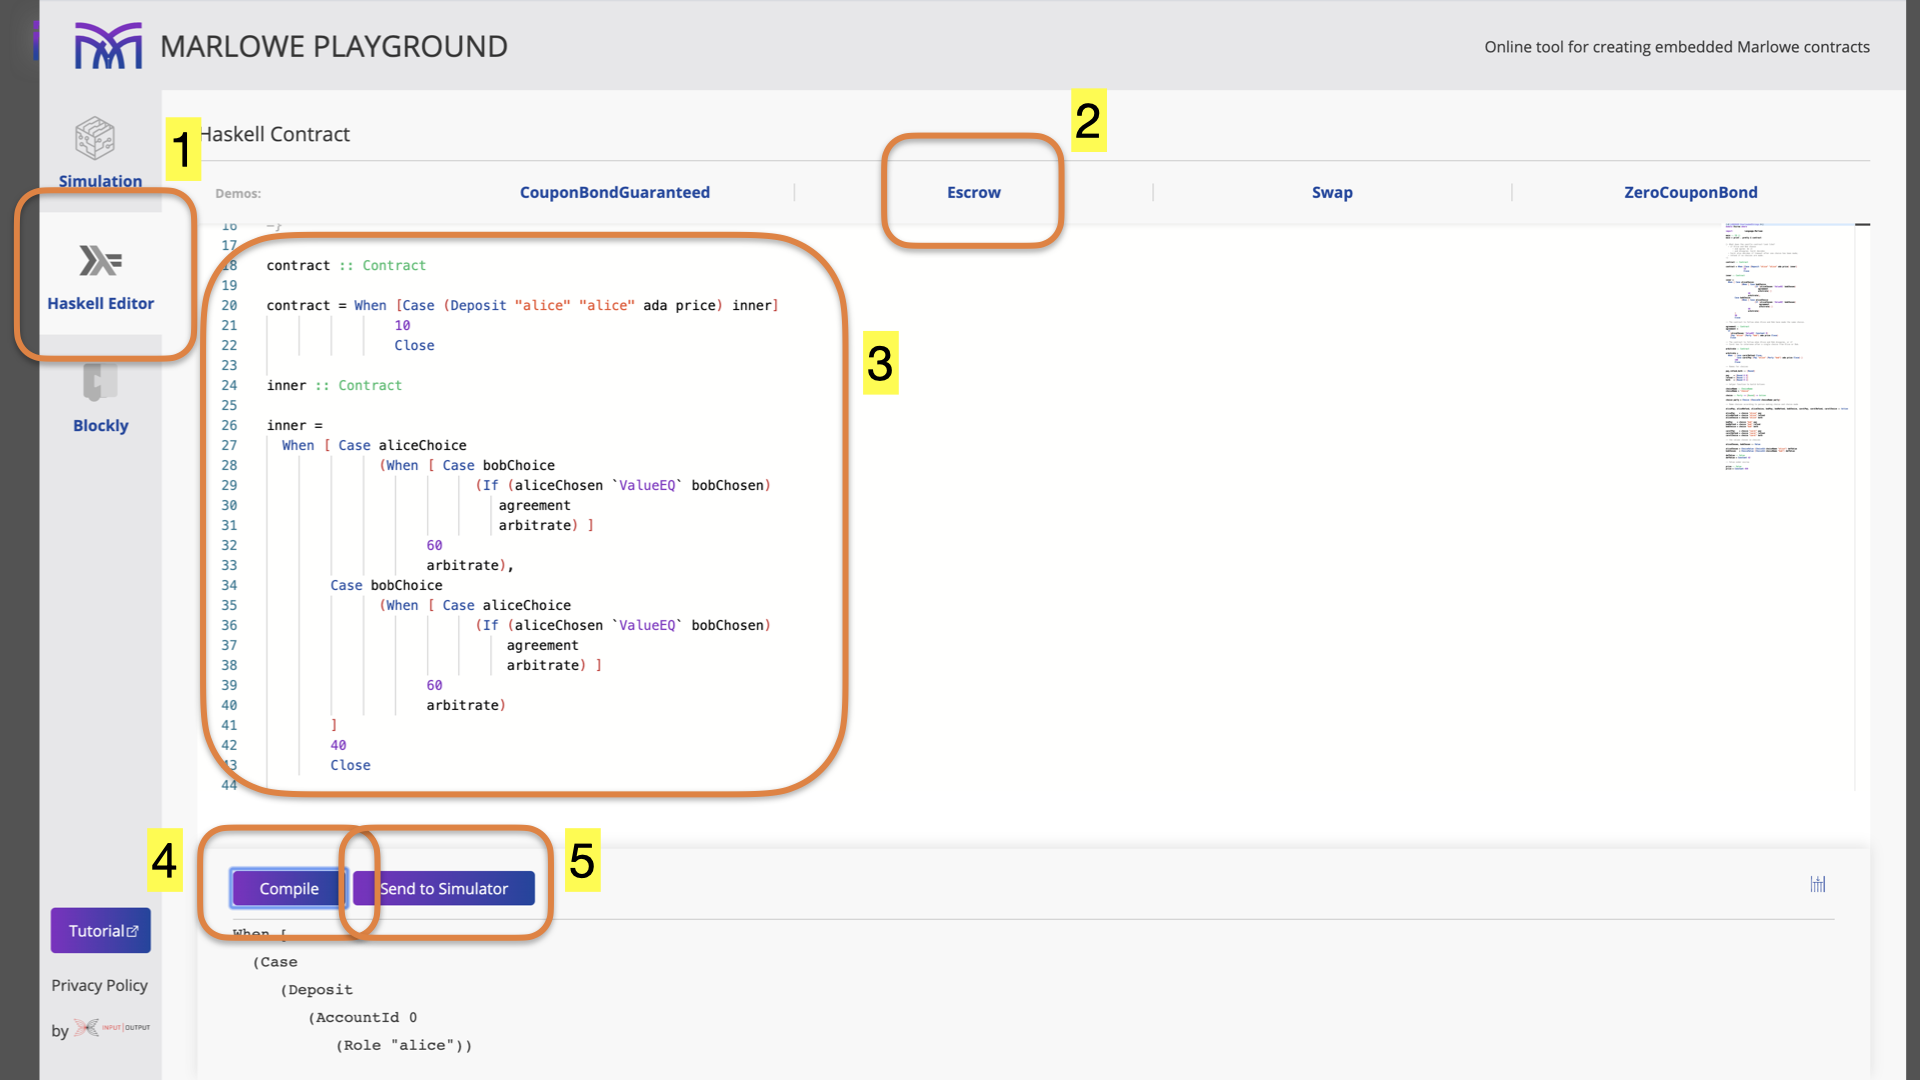 MARLOWE PLAYGROUND
Online tool for creating embedded Marlowe contracts
Simulation
Haskell Editor
Blockly
Tutorial
Privacy Policy
by INPUT | OUTPUT
1
2
3
4
5
Haskell Contract
Demos:
CouponBondGuaranteed
Escrow
Swap
ZeroCouponBond
16 -}
17
18 contract :: Contract
19
20 contract = When [Case (Deposit "alice" "alice" ada price) inner]
21 10
22 Close
23
24 inner :: Contract
25
26 inner =
27 When [ Case aliceChoice
28 (When [ Case bobChoice
29 (If (aliceChosen `ValueEQ` bobChosen)
30 agreement
31 arbitrate) ]
32 60
33 arbitrate),
34 Case bobChoice
35 (When [ Case aliceChoice
36 (If (aliceChosen `ValueEQ` bobChosen)
37 agreement
38 arbitrate) ]
39 60
40 arbitrate)
41 ]
42 40
43 Close
44
Compile
Send to Simulator
When [
(Case
(Deposit
(AccountId 0
(Role "alice"))